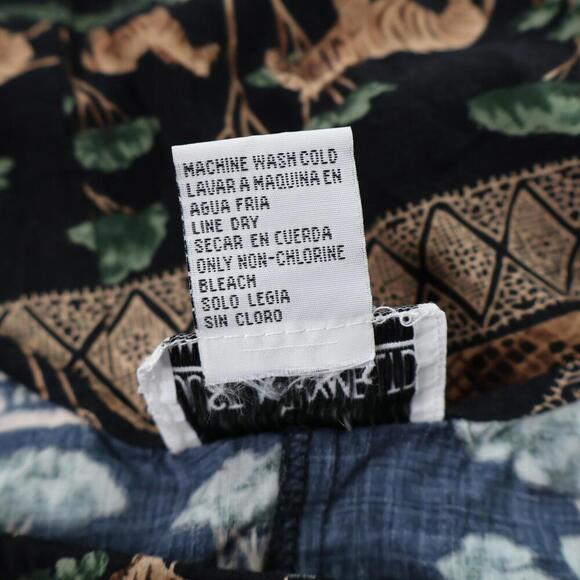 MACHINE WASH COLD
LAVAR A MAQUINA EN
AGUA FRIA
LINE DRY
SECAR EN CUERDA
ONLY NON-CHLORINE
BLEACH
SOLO LEGIA
SIN CLORO